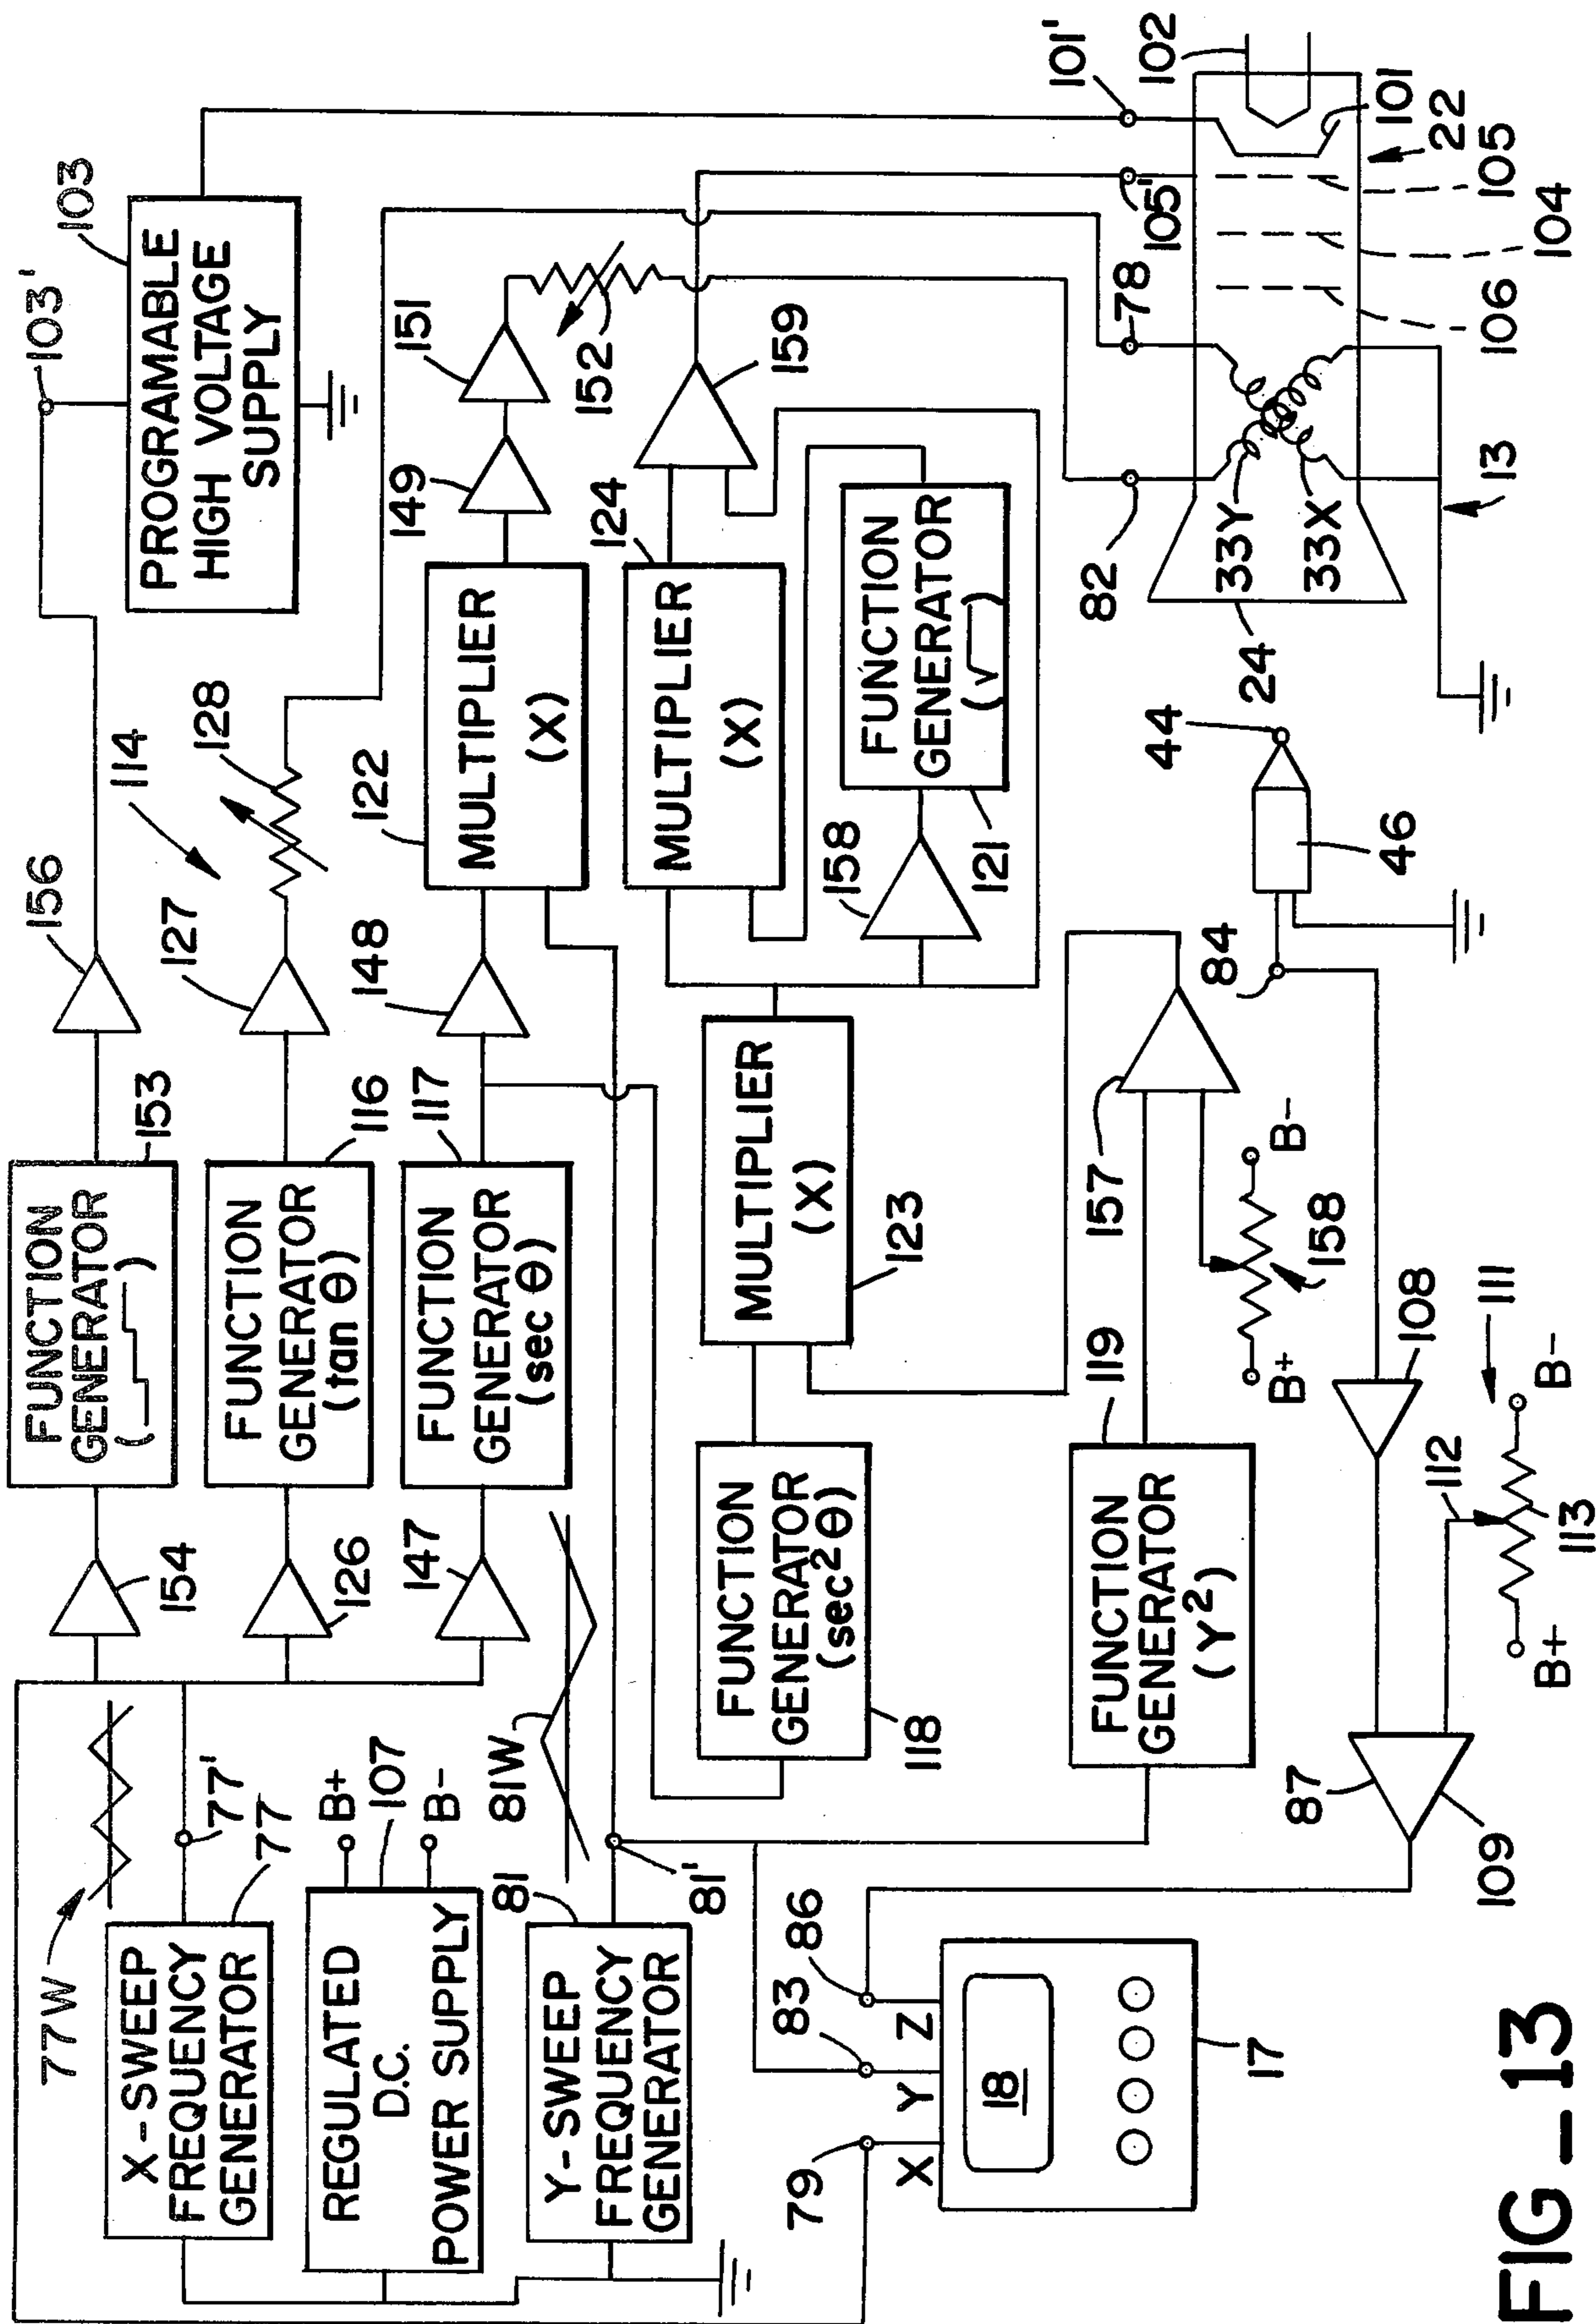 77W
X-SWEEP
FREQUENCY
GENERATOR
77'
77
REGULATED
D.C.
POWER SUPPLY
B+
107
B-
81W
81
Y-SWEEP
FREQUENCY
GENERATOR
81'
154
126
147
FUNCTION
GENERATOR
( )
153
FUNCTION
GENERATOR
(tan θ)
116
FUNCTION
GENERATOR
(sec θ)
117
156
127
148
114
128
103'
103
PROGRAMABLE
HIGH VOLTAGE
SUPPLY
122
MULTIPLIER
(X)
149
151
152
124
MULTIPLIER
(X)
159
158
FUNCTION
GENERATOR
(√ )
121
FUNCTION
GENERATOR
(sec² θ)
118
MULTIPLIER
(X)
123
FUNCTION
GENERATOR
(Y²)
119
157
B+
B-
158
79
83
86
X
Y
Z
18
17
87
109
108
111
112
113
B+
B-
84
44
46
24
82
78
33Y
33X
13
105'
101'
102
101
22
105
104
106
FIG_13